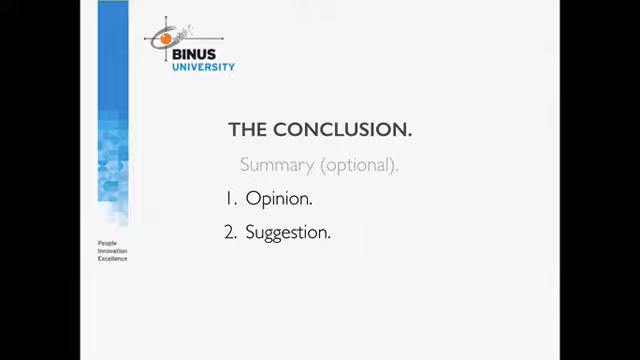 BINUS
UNIVERSITY
THE CONCLUSION.
Summary (optional).
1. Opinion.
2. Suggestion.
People
Innovation
Excellence